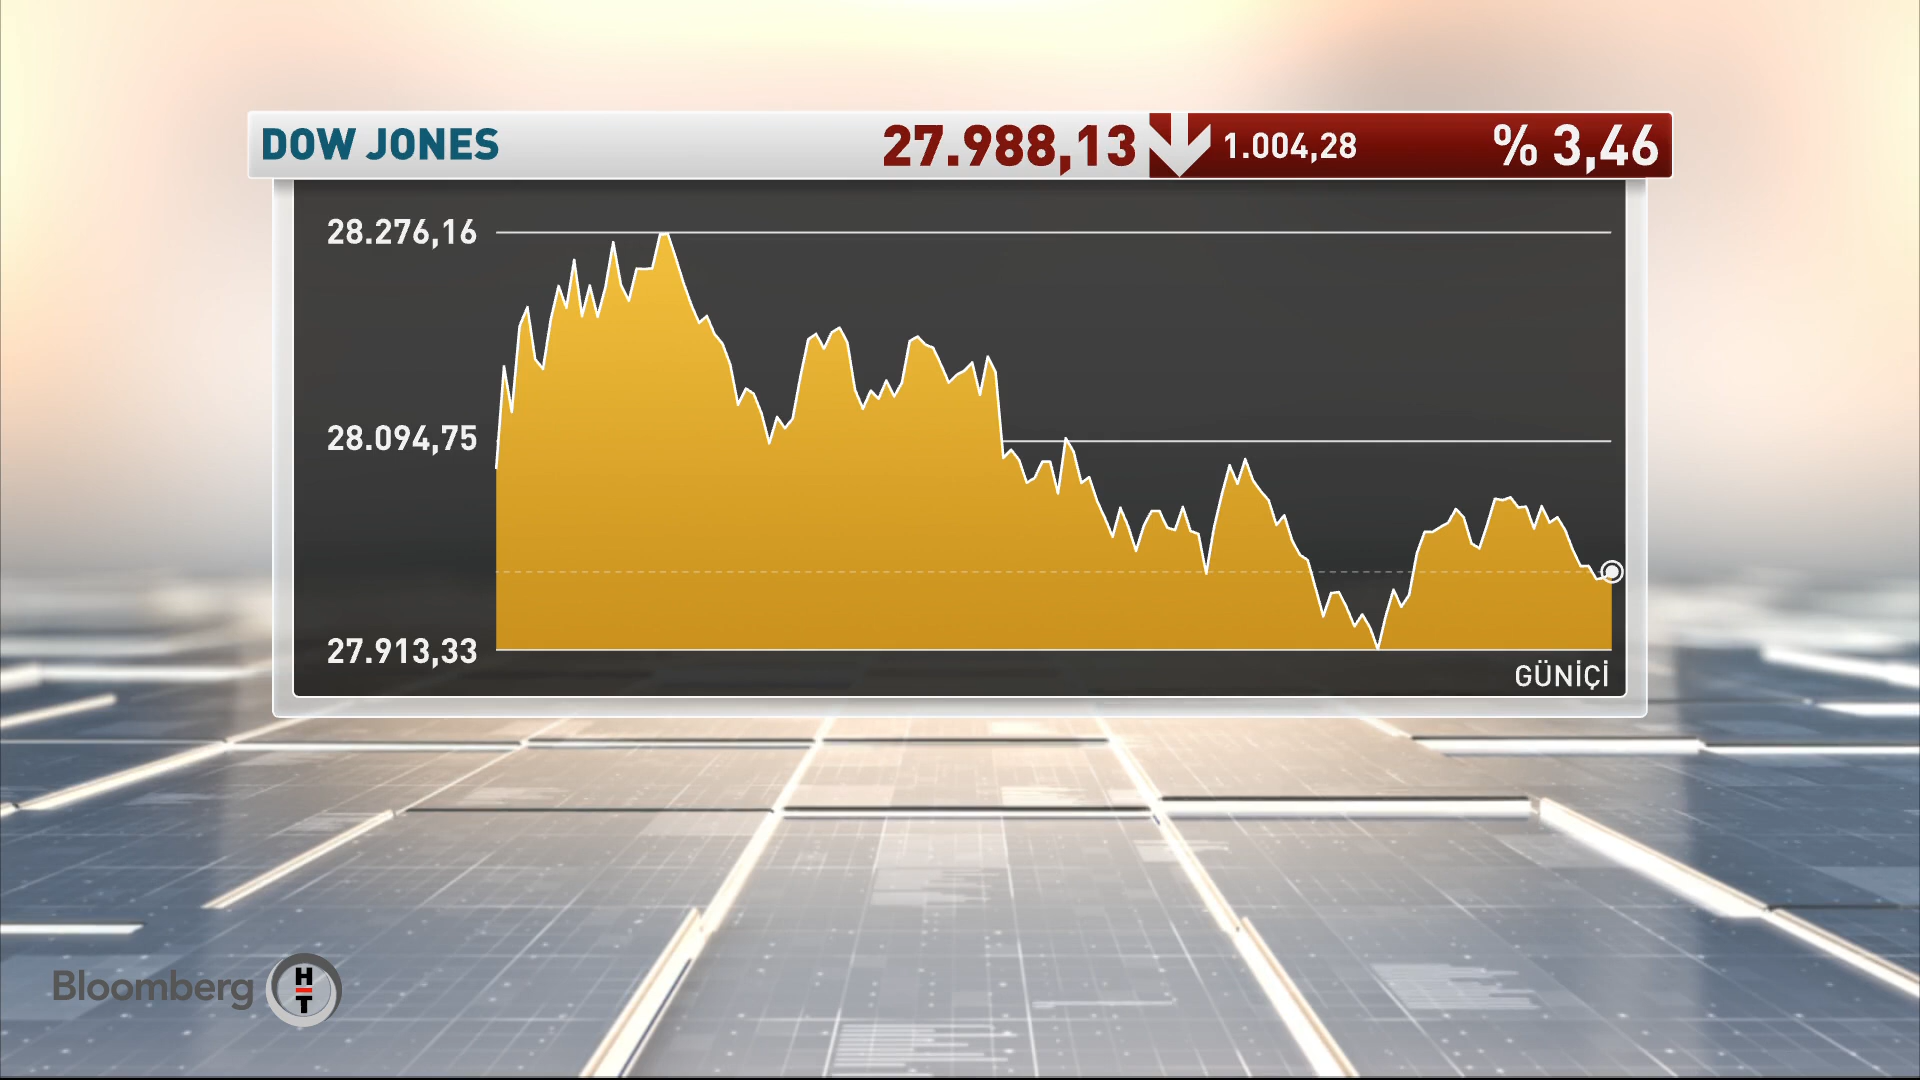 DOW JONES 27.988,13 1.004,28 % 3,46
28.276,16
28.094,75
27.913,33
GÜNİÇİ
Bloomberg HT